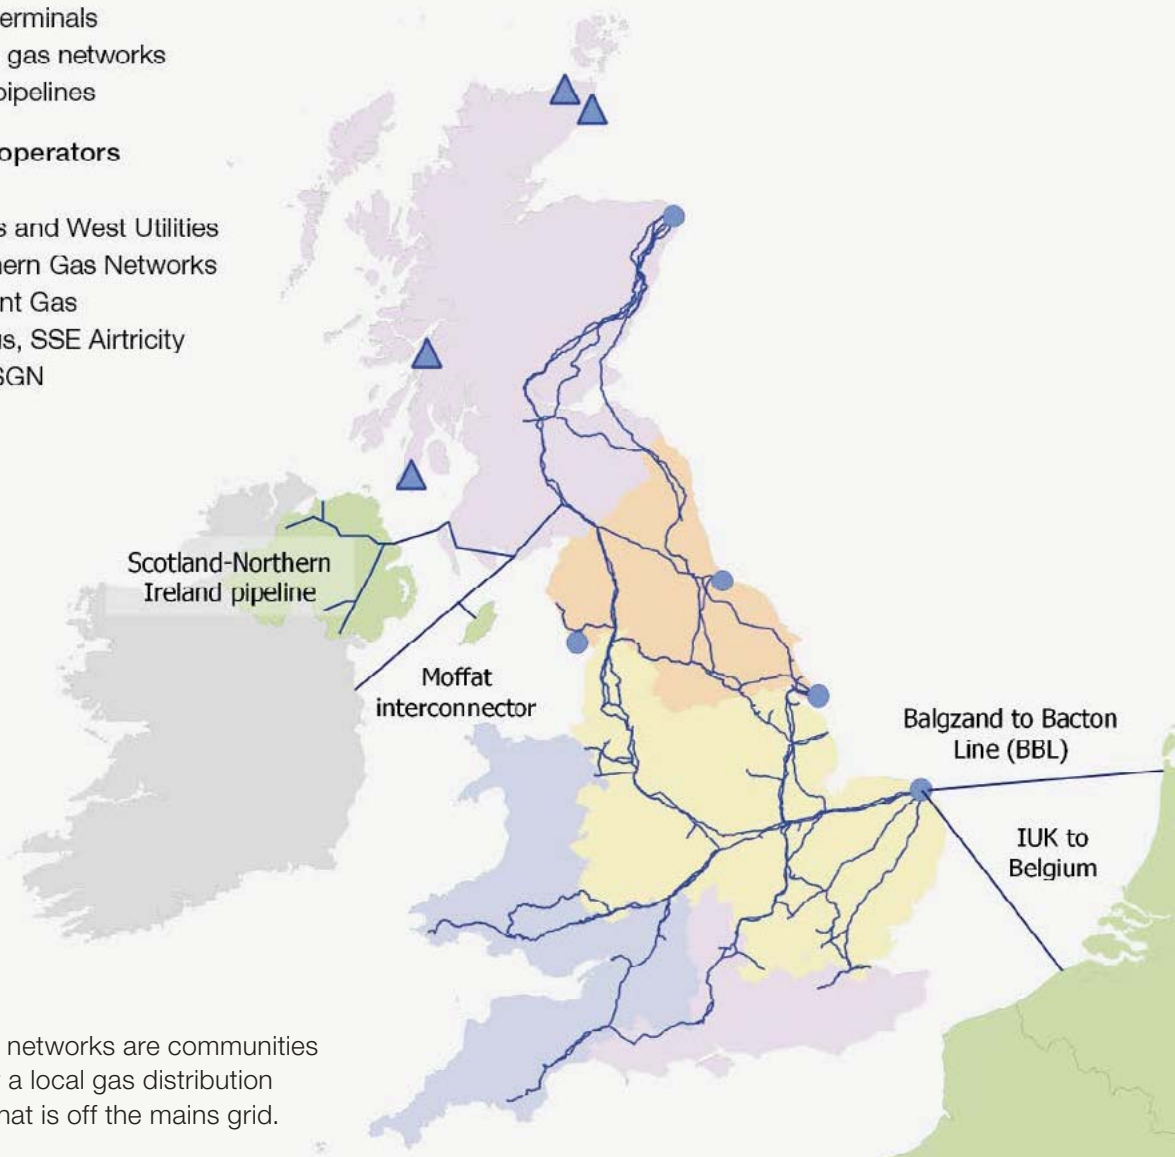 erminals
gas networks
pipelines
operators
s and West Utilities
hern Gas Networks
nt Gas
us, SSE Airtricity
SGN
Scotland-Northern
Ireland pipeline
Moffat
interconnector
Balgzand to Bacton
Line (BBL)
IUK to
Belgium
networks are communities
a local gas distribution
hat is off the mains grid.